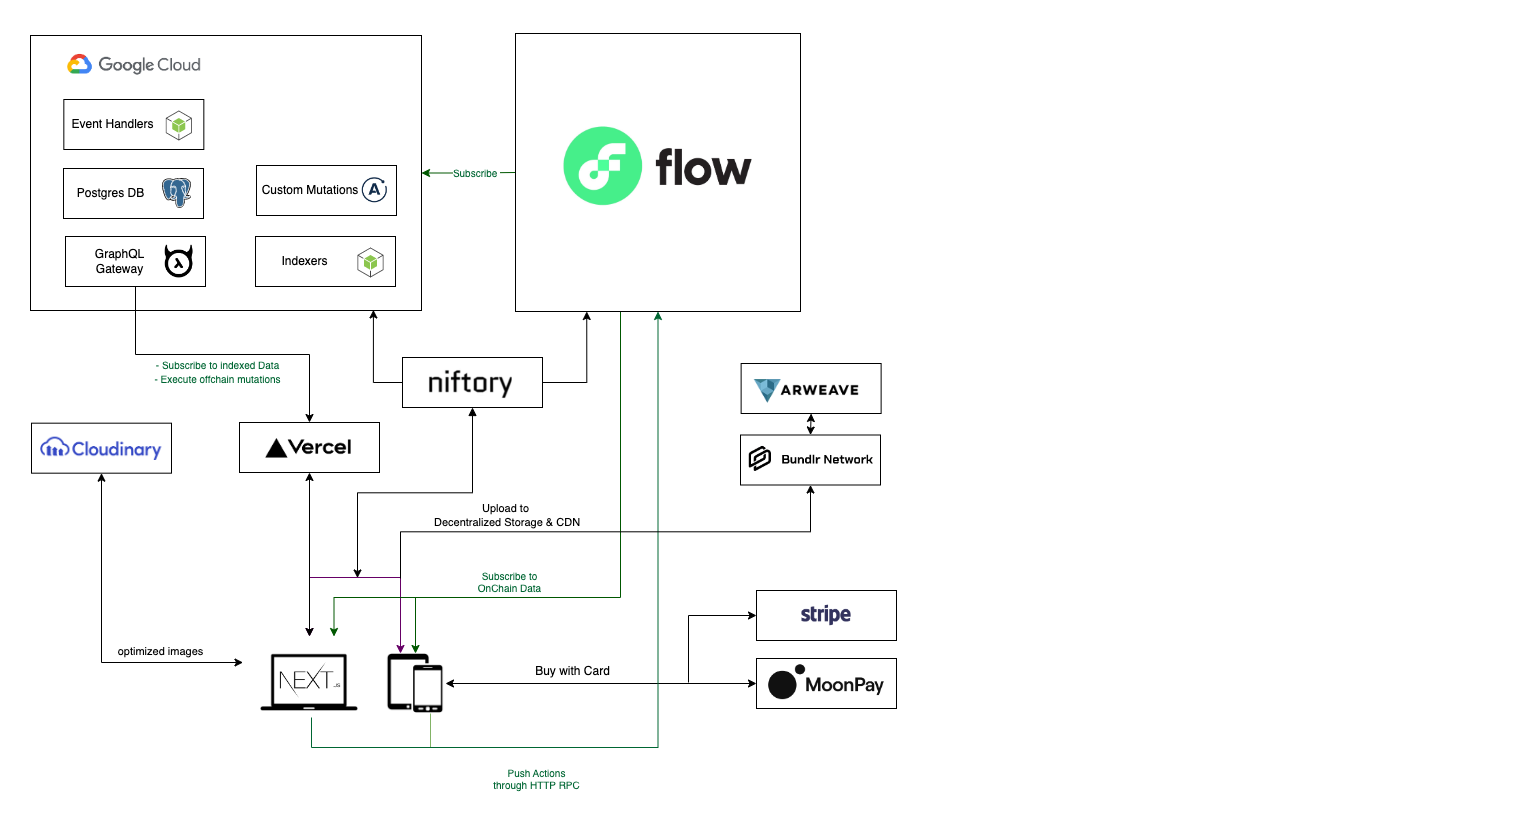 Google Cloud
Event Handlers
Postgres DB
GraphQL
Gateway
Custom Mutations
A
Indexers
Subscribe
flow
- Subscribe to indexed Data
- Execute offchain mutations
niftory
ARWEAVE
Cloudinary
Vercel
Bundlr Network
Upload to
Decentralized Storage & CDN
Subscribe to
OnChain Data
stripe
optimized images
NEXT.JS
Buy with Card
MoonPay
Push Actions
through HTTP RPC